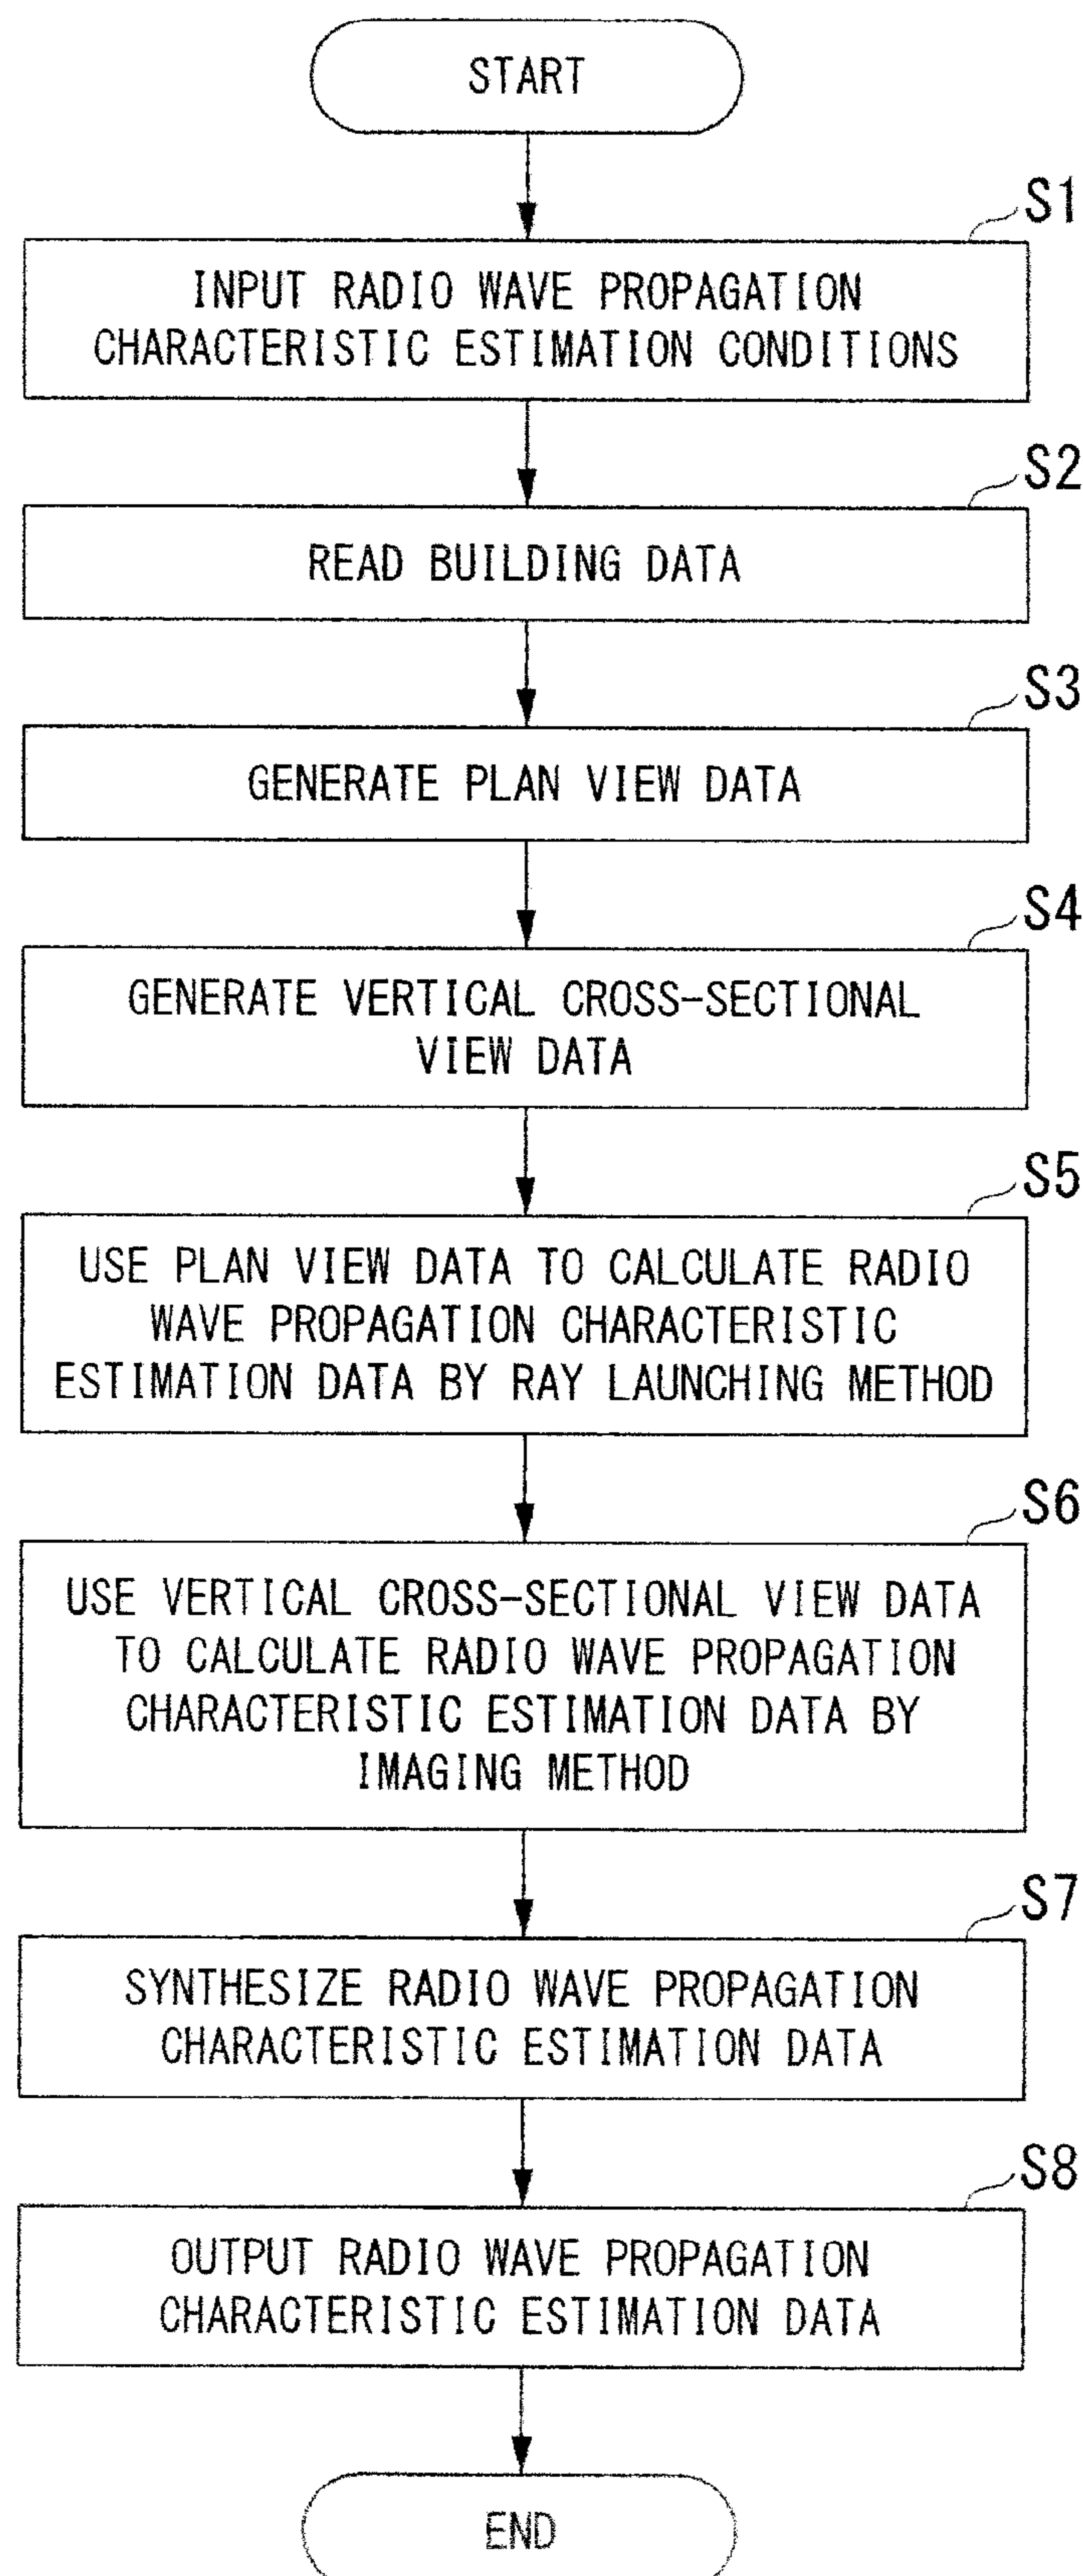 START
S1
INPUT RADIO WAVE PROPAGATION
CHARACTERISTIC ESTIMATION CONDITIONS
S2
READ BUILDING DATA
S3
GENERATE PLAN VIEW DATA
S4
GENERATE VERTICAL CROSS-SECTIONAL
VIEW DATA
S5
USE PLAN VIEW DATA TO CALCULATE RADIO
WAVE PROPAGATION CHARACTERISTIC
ESTIMATION DATA BY RAY LAUNCHING METHOD
S6
USE VERTICAL CROSS-SECTIONAL VIEW DATA
TO CALCULATE RADIO WAVE PROPAGATION
CHARACTERISTIC ESTIMATION DATA BY
IMAGING METHOD
S7
SYNTHESIZE RADIO WAVE PROPAGATION
CHARACTERISTIC ESTIMATION DATA
S8
OUTPUT RADIO WAVE PROPAGATION
CHARACTERISTIC ESTIMATION DATA
END